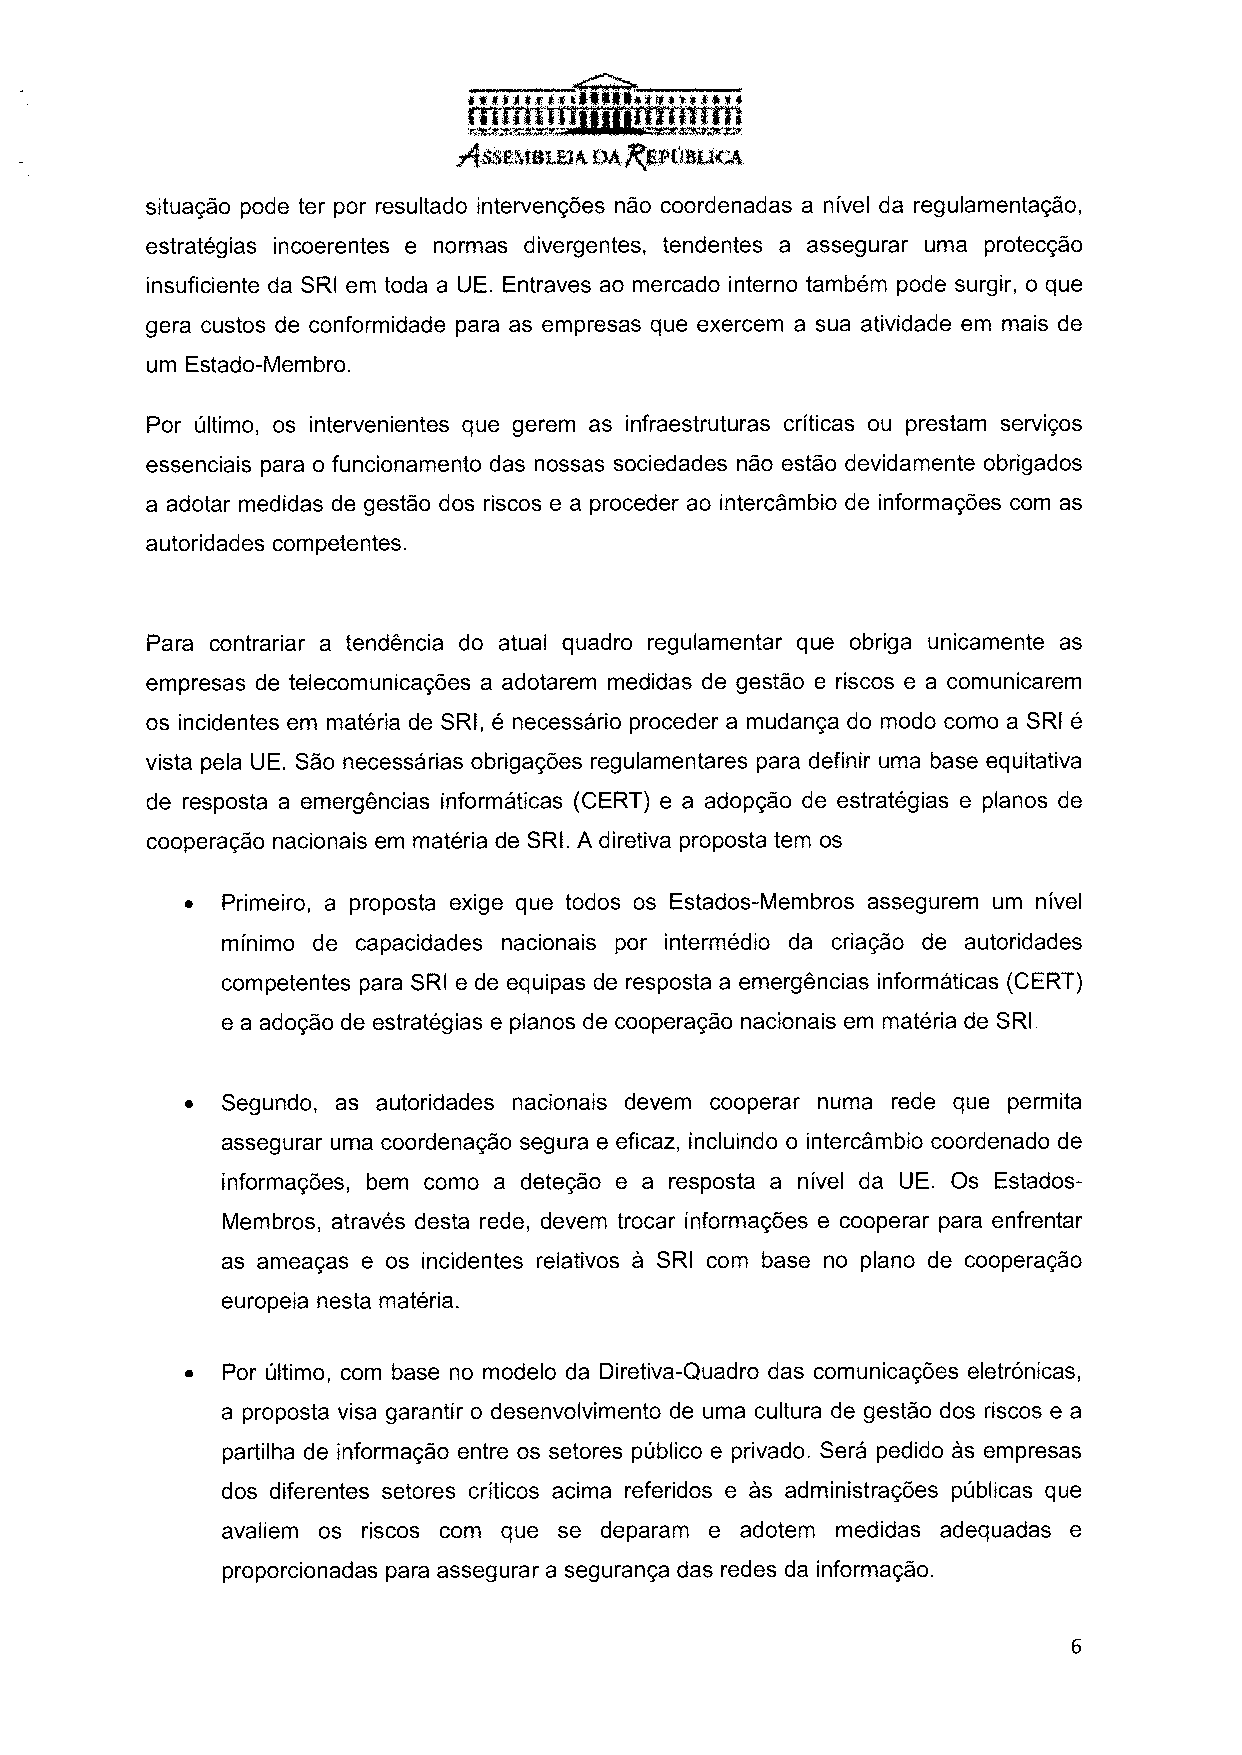 ASSEMBLEIA DA REPÚBLICA
situação pode ter por resultado intervenções não coordenadas a nível da regulamentação,
estratégias incoerentes e normas divergentes, tendentes a assegurar uma protecção
insuficiente da SRI em toda a UE. Entraves ao mercado interno também pode surgir, o que
gera custos de conformidade para as empresas que exercem a sua atividade em mais de
um Estado-Membro.
Por último, os intervenientes que gerem as infraestruturas críticas ou prestam serviços
essenciais para o funcionamento das nossas sociedades não estão devidamente obrigados
a adotar medidas de gestão dos riscos e a proceder ao intercâmbio de informações com as
autoridades competentes.
Para contrariar a tendência do atual quadro regulamentar que obriga unicamente as
empresas de telecomunicações a adotarem medidas de gestão e riscos e a comunicarem
os incidentes em matéria de SRI, é necessário proceder a mudança do modo como a SRI é
vista pela UE. São necessárias obrigações regulamentares para definir uma base equitativa
de resposta a emergências informáticas (CERT) e a adopção de estratégias e planos de
cooperação nacionais em matéria de SRI. A diretiva proposta tem os
• Primeiro, a proposta exige que todos os Estados-Membros assegurem um nível
mínimo de capacidades nacionais por intermédio da criação de autoridades
competentes para SRI e de equipas de resposta a emergências informáticas (CERT)
e a adoção de estratégias e planos de cooperação nacionais em matéria de SRI.
• Segundo, as autoridades nacionais devem cooperar numa rede que permita
assegurar uma coordenação segura e eficaz, incluindo o intercâmbio coordenado de
informações, bem como a deteção e a resposta a nível da UE. Os Estados-
Membros, através desta rede, devem trocar informações e cooperar para enfrentar
as ameaças e os incidentes relativos à SRI com base no plano de cooperação
europeia nesta matéria.
• Por último, com base no modelo da Diretiva-Quadro das comunicações eletrónicas,
a proposta visa garantir o desenvolvimento de uma cultura de gestão dos riscos e a
partilha de informação entre os setores público e privado. Será pedido às empresas
dos diferentes setores críticos acima referidos e às administrações públicas que
avaliem os riscos com que se deparam e adotem medidas adequadas e
proporcionadas para assegurar a segurança das redes da informação.
6